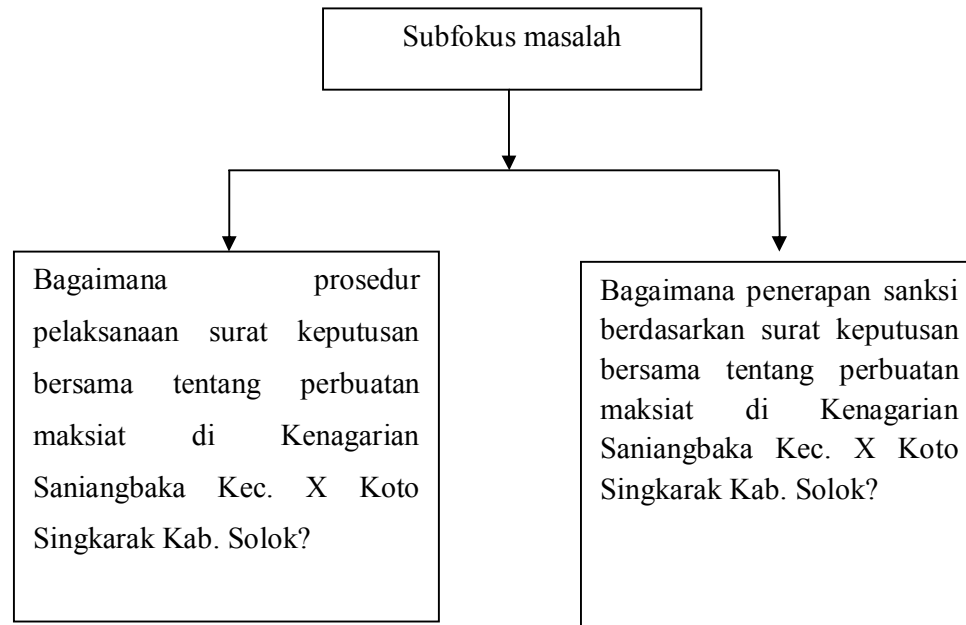 Subfokus masalah
Bagaimana prosedur
pelaksanaan surat keputusan
bersama tentang perbuatan
maksiat di Kenagarian
Saniangbaka Kec. X Koto
Singkarak Kab. Solok?
Bagaimana penerapan sanksi
berdasarkan surat keputusan
bersama tentang perbuatan
maksiat di Kenagarian
Saniangbaka Kec. X Koto
Singkarak Kab. Solok?